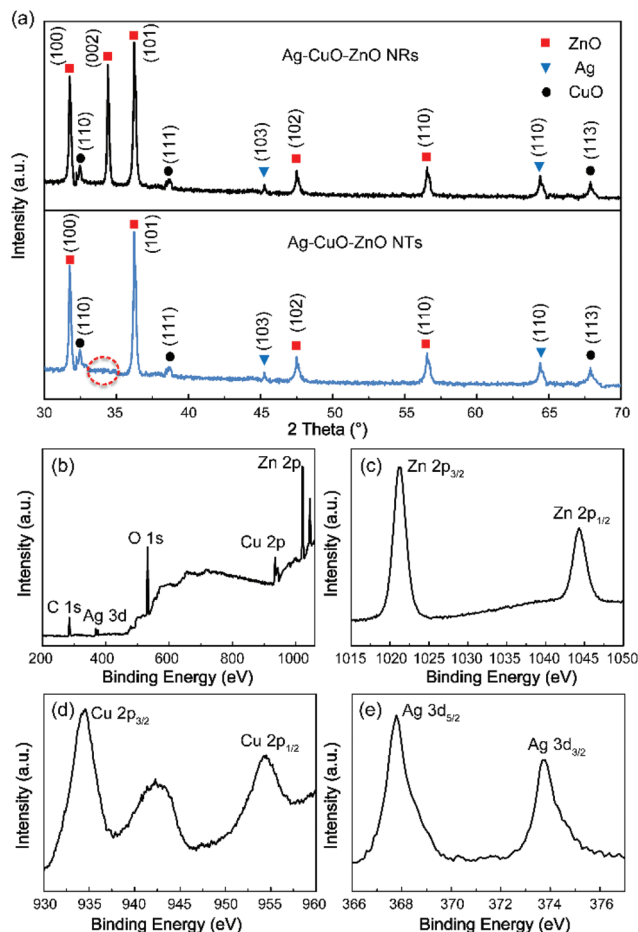 (a)
Ag-CuO-ZnO NRs
ZnO
Ag
CuO
(100)
(110)
(002)
(101)
(111)
(103)
(102)
(110)
(110)
(113)
Ag-CuO-ZnO NTs
(100)
(110)
(101)
(111)
(103)
(102)
(110)
(110)
(113)
Intensity (a.u.)
30 35 40 45 50 55 60 65 70
2 Theta (°)
(b)
C 1s
Ag 3d
O 1s
Cu 2p
Zn 2p
Intensity (a.u.)
200 400 600 800 1000
Binding Energy (eV)
(c)
Zn 2p3/2
Zn 2p1/2
Intensity (a.u.)
1015 1020 1025 1030 1035 1040 1045 1050
Binding Energy (eV)
(d)
Cu 2p3/2
Cu 2p1/2
Intensity (a.u.)
930 935 940 945 950 955 960
Binding Energy (eV)
(e)
Ag 3d5/2
Ag 3d3/2
Intensity (a.u.)
366 368 370 372 374 376
Binding Energy (eV)